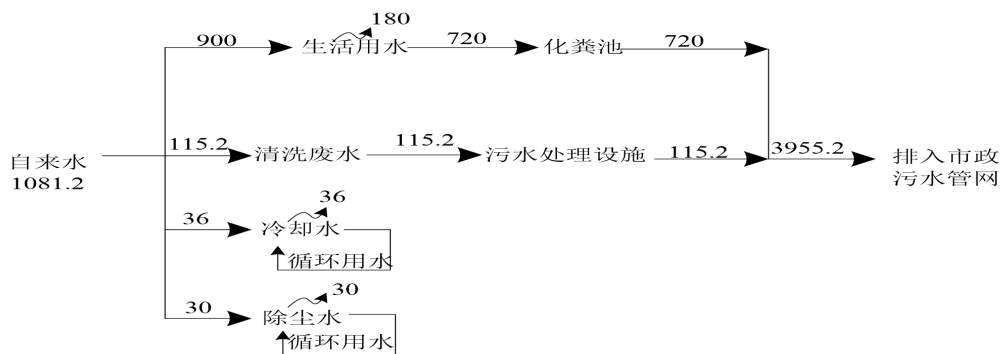 180
900
生活用水
720
化粪池
720
自来水
1081.2
115.2
清洗废水
115.2
污水处理设施
115.2
3955.2
排入市政
污水管网
36
36
冷却水
循环用水
30
30
除尘水
循环用水